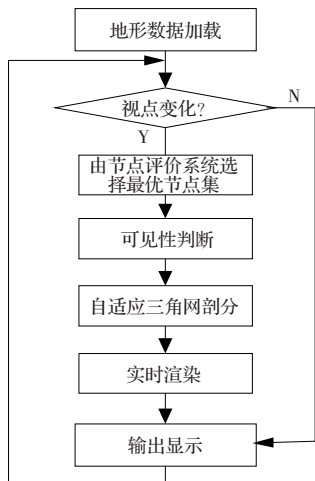 地形数据加载
视点变化?
N
Y
由节点评价系统选
择最优节点集
可见性判断
自适应三角网剖分
实时渲染
输出显示